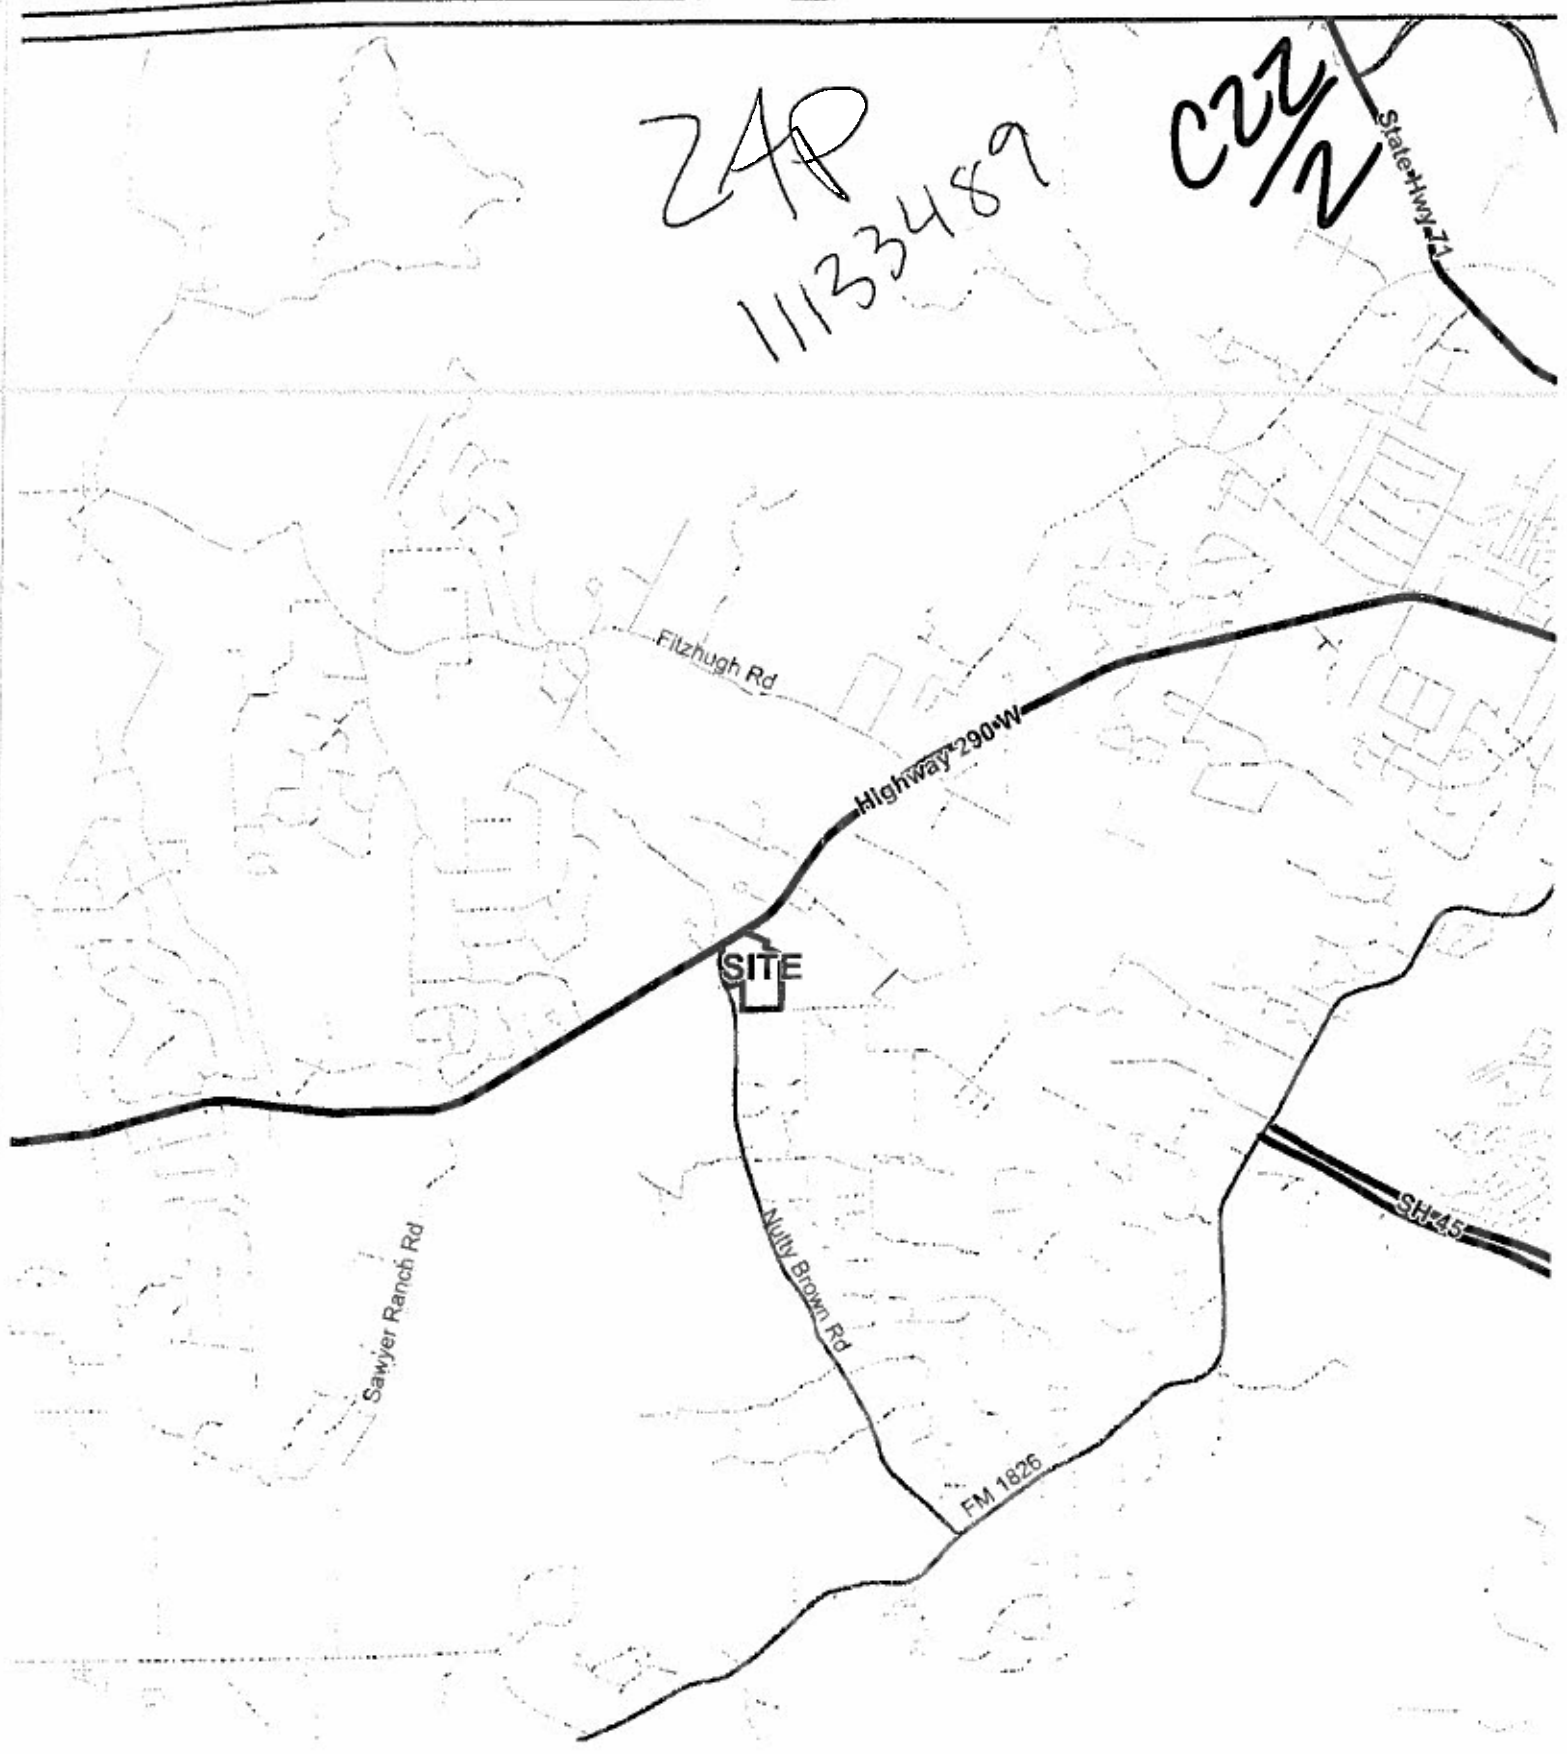 ZAP
11133489
C22/2
State Hwy 71
Fitzhugh Rd
Highway 290 W
SITE
SH 45
Nutty Brown Rd
Sawyer Ranch Rd
FM 1826